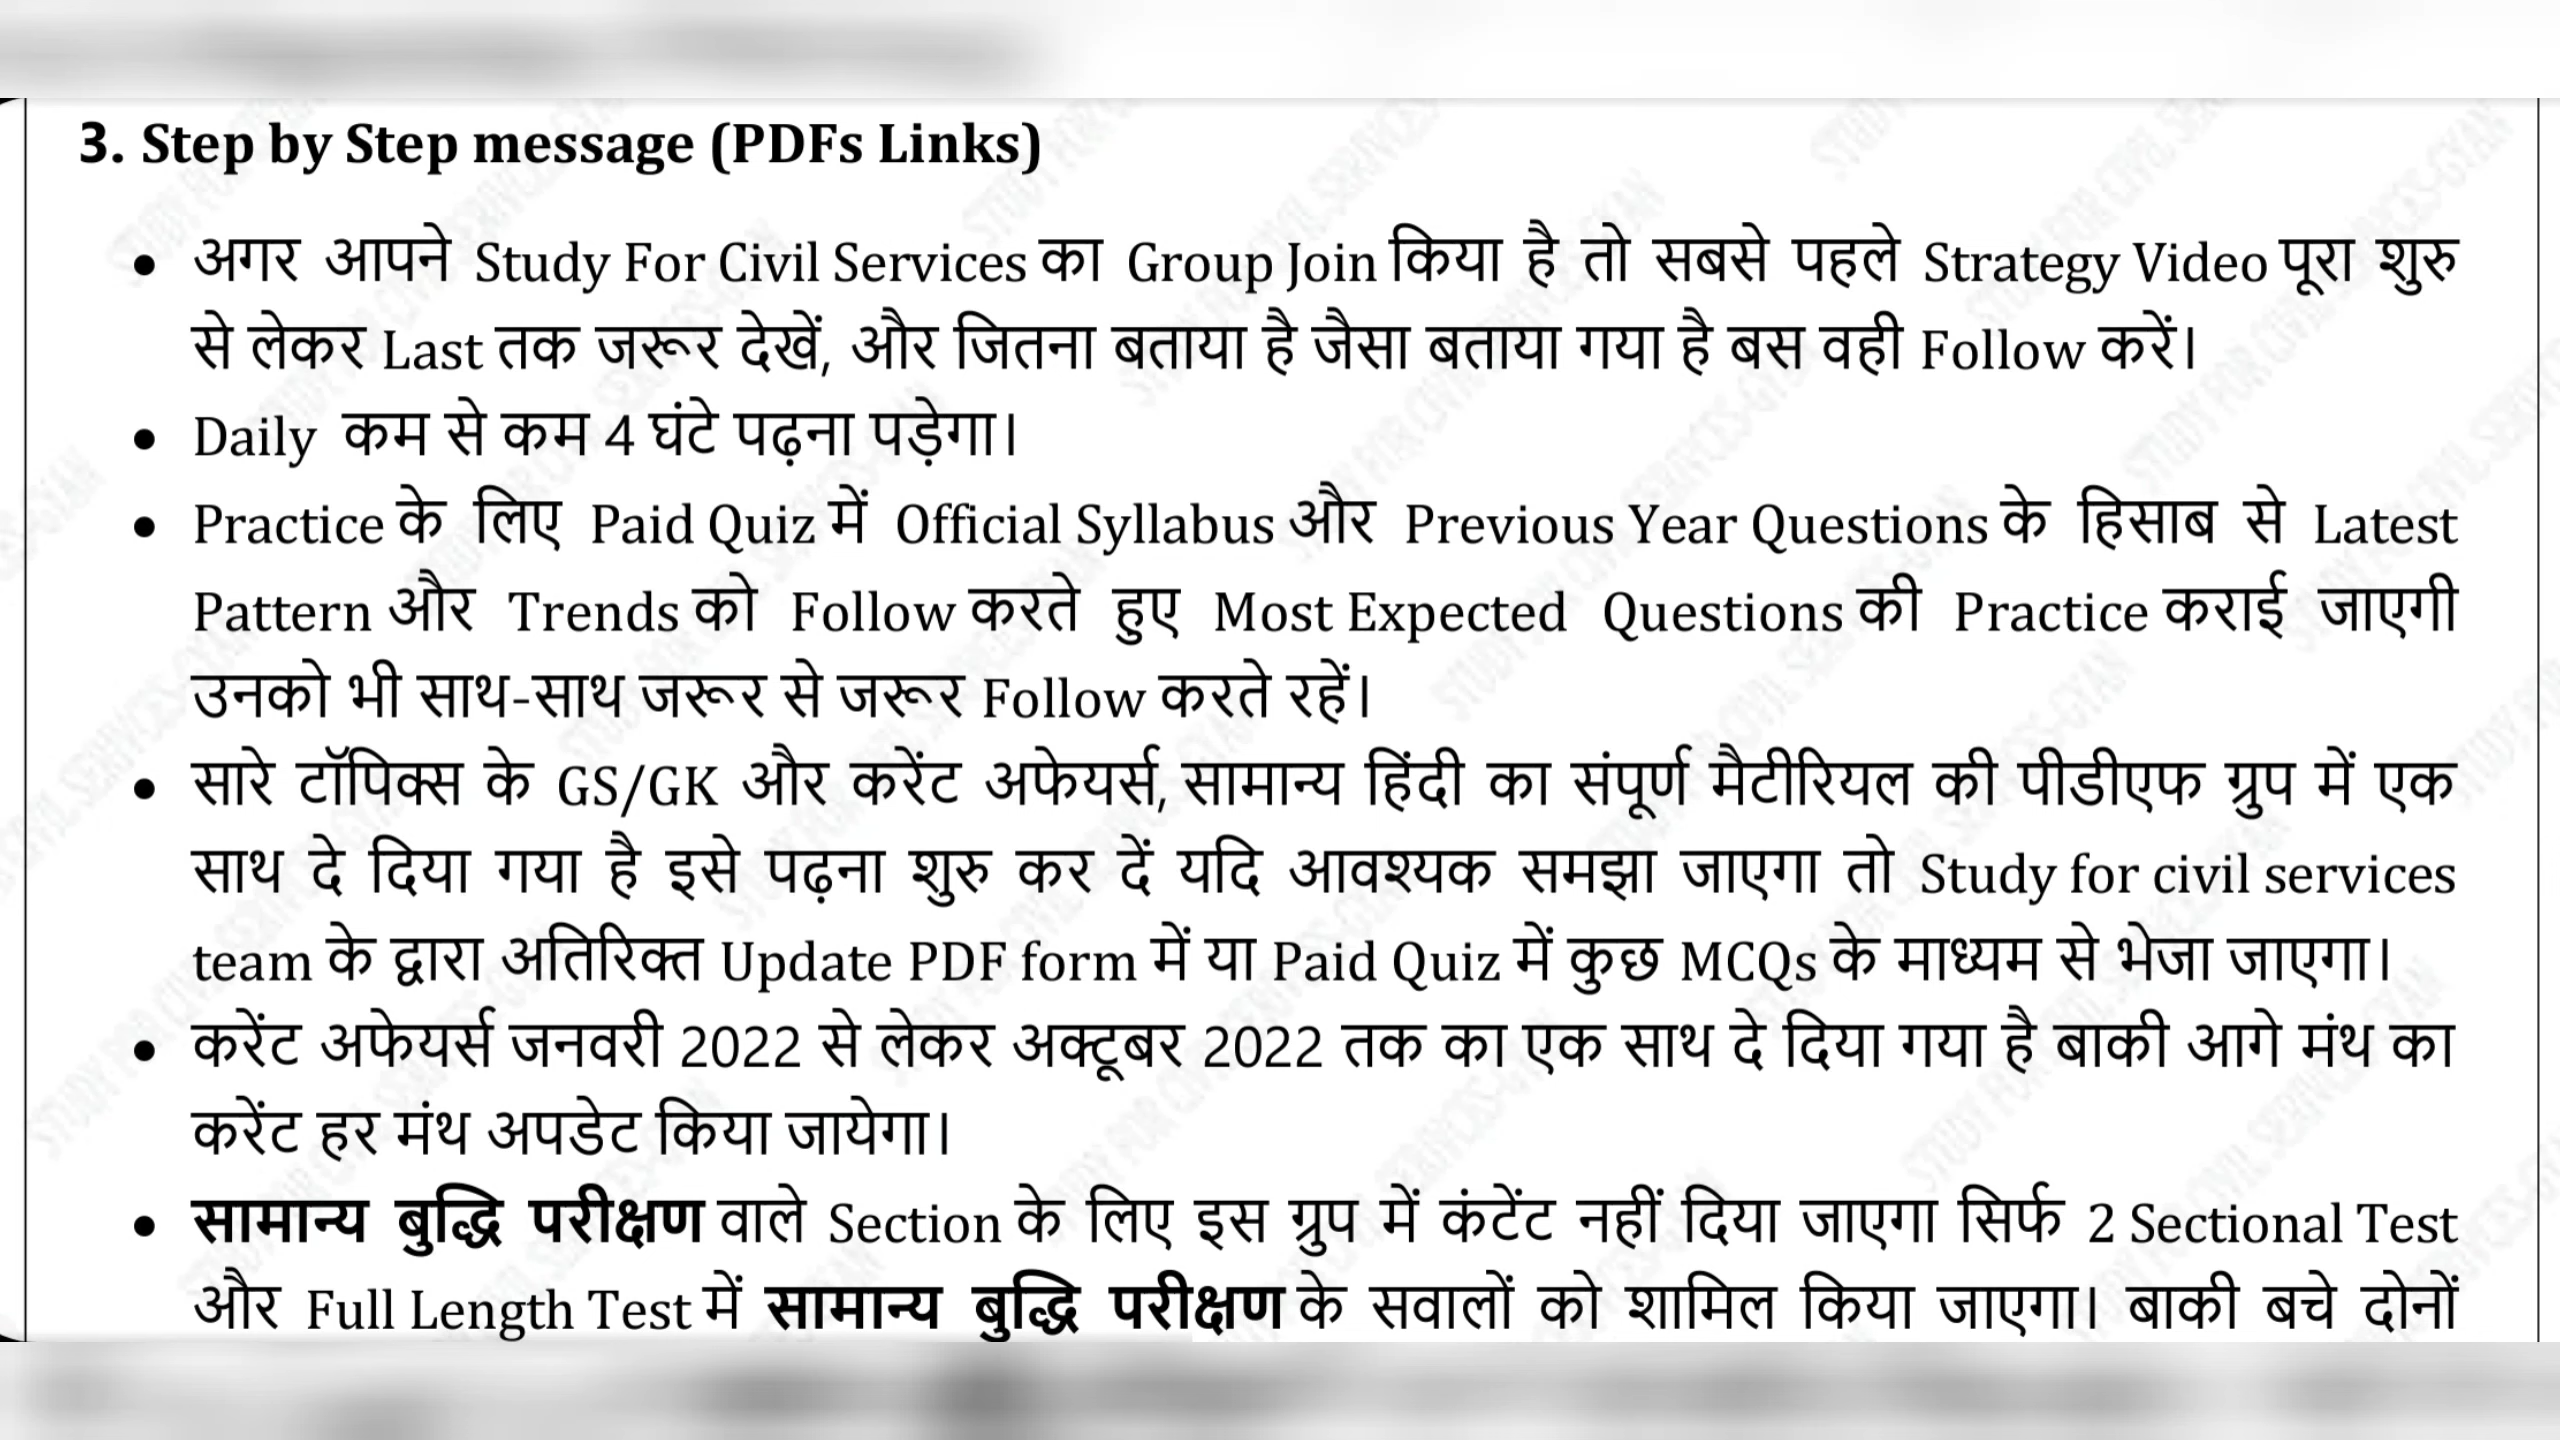 3. Step by Step message (PDFs Links)
• अगर आपने Study For Civil Services का Group Join किया है तो सबसे पहले Strategy Video पूरा शुरु
से लेकर Last तक जरूर देखें, और जितना बताया है जैसा बताया गया है बस वही Follow करें।
• Daily कम से कम 4 घंटे पढ़ना पड़ेगा।
• Practice के लिए Paid Quiz में Official Syllabus और Previous Year Questions के हिसाब से Latest
Pattern और Trends को Follow करते हुए Most Expected Questions की Practice कराई जाएगी
उनको भी साथ-साथ जरूर से जरूर Follow करते रहें।
• सारे टॉपिक्स के GS/GK और करेंट अफेयर्स, सामान्य हिंदी का संपूर्ण मैटीरियल की पीडीएफ ग्रुप में एक
साथ दे दिया गया है इसे पढ़ना शुरु कर दें यदि आवश्यक समझा जाएगा तो Study for civil services
team के द्वारा अतिरिक्त Update PDF form में या Paid Quiz में कुछ MCQs के माध्यम से भेजा जाएगा।
• करेंट अफेयर्स जनवरी 2022 से लेकर अक्टूबर 2022 तक का एक साथ दे दिया गया है बाकी आगे मंथ का
करेंट हर मंथ अपडेट किया जायेगा।
• सामान्य बुद्धि परीक्षण वाले Section के लिए इस ग्रुप में कंटेंट नहीं दिया जाएगा सिर्फ 2 Sectional Test
और Full Length Test में सामान्य बुद्धि परीक्षण के सवालों को शामिल किया जाएगा। बाकी बचे दोनों